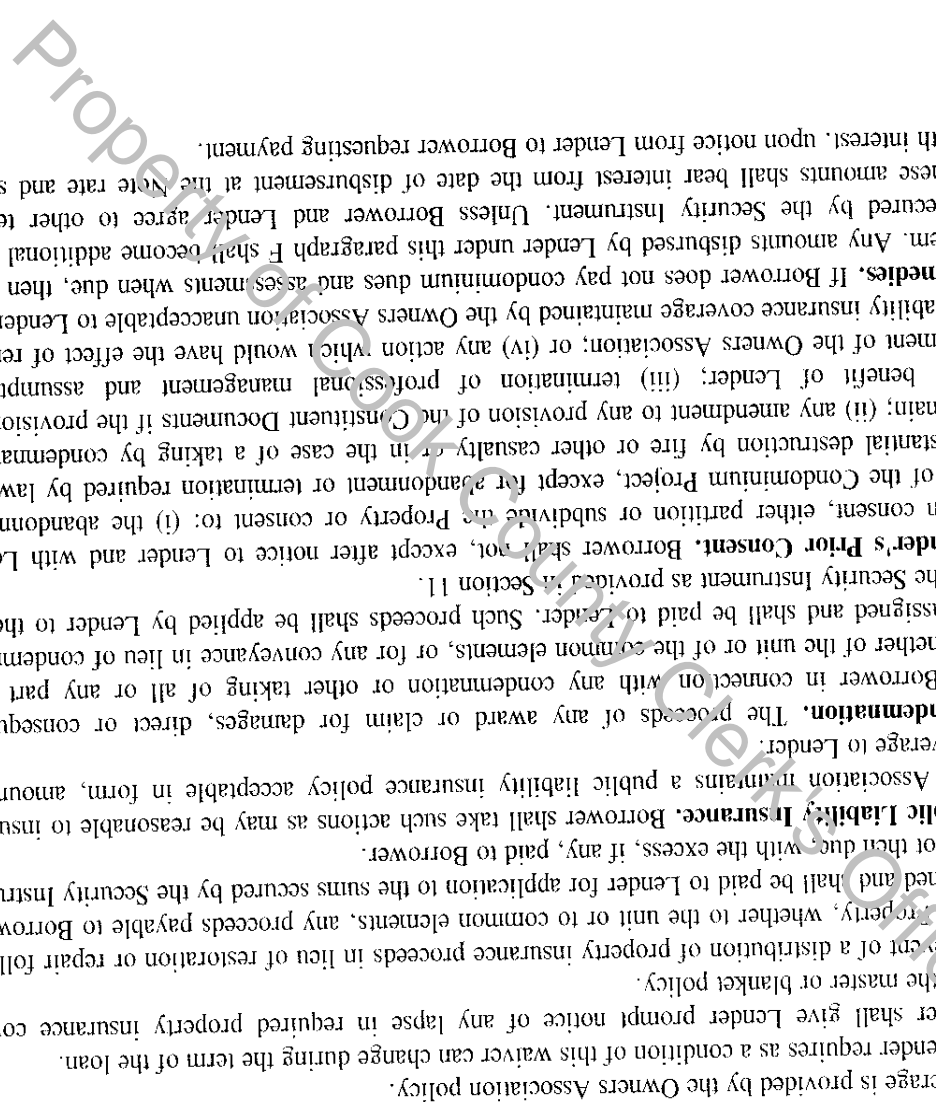 erage is provided by the Owners Association policy.
ender requires as a condition of this waiver can change during the term of the loan.
er shall give Lender prompt notice of any lapse in required property insurance co
the master or blanket policy.
of a distribution of property insurance proceeds in lieu of restoration or repair foll
Property, whether to the unit or to common elements, any proceeds payable to Borrow
ned and shall be paid to Lender for application to the sums secured by the Security Instru
ot then due, with the excess, if any, paid to Borrower.
lic Liability Insurance. Borrower shall take such actions as may be reasonable to insu
Association maintains a public liability insurance policy acceptable in form, amoun
verage to Lender.
ndemnation. The proceeds of any award or claim for damages, direct or consequ
Borrower in connection with any condemnation or other taking of all or any part
nether of the unit or of the common elements, or for any conveyance in lieu of condemn
assigned and shall be paid to Lender. Such proceeds shall be applied by Lender to the
he Security Instrument as provided in Section 11.
nder's Prior Consent. Borrower shall not, except after notice to Lender and with Le
n consent, either partition or subdivide the Property or consent to: (i) the abandonm
of the Condominium Project, except for abandonment or termination required by law
stantial destruction by fire or other casualty or in the case of a taking by condemna
main; (ii) any amendment to any provision of the Constituent Documents if the provision
benefit of Lender; (iii) termination of professional management and assumpt
ment of the Owners Association; or (iv) any action which would have the effect of re
ability insurance coverage maintained by the Owners Association unacceptable to Lender
medies. If Borrower does not pay condominium dues and assessments when due, then
em. Any amounts disbursed by Lender under this paragraph F shall become additional
ecured by the Security Instrument. Unless Borrower and Lender agree to other te
nese amounts shall bear interest from the date of disbursement at the Note rate and s
th interest, upon notice from Lender to Borrower requesting payment.
Property of Cook County Clerk's Offi